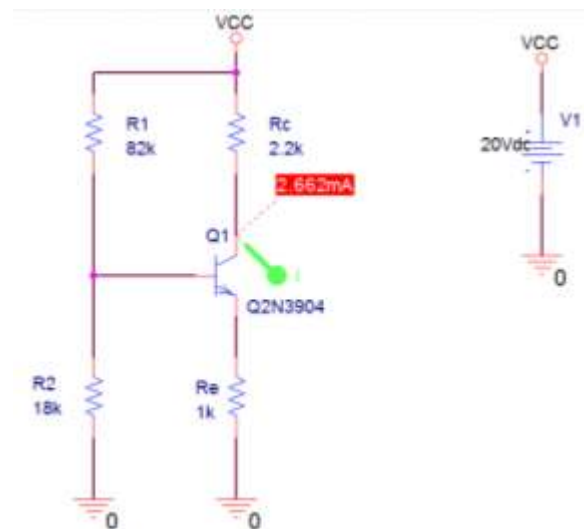 VCC
VCC
R1
82k
Rc
2.2k
V1
20Vdc
2.662mA
Q1
I
Q2N3904
0
R2
18k
Re
1k
0
0